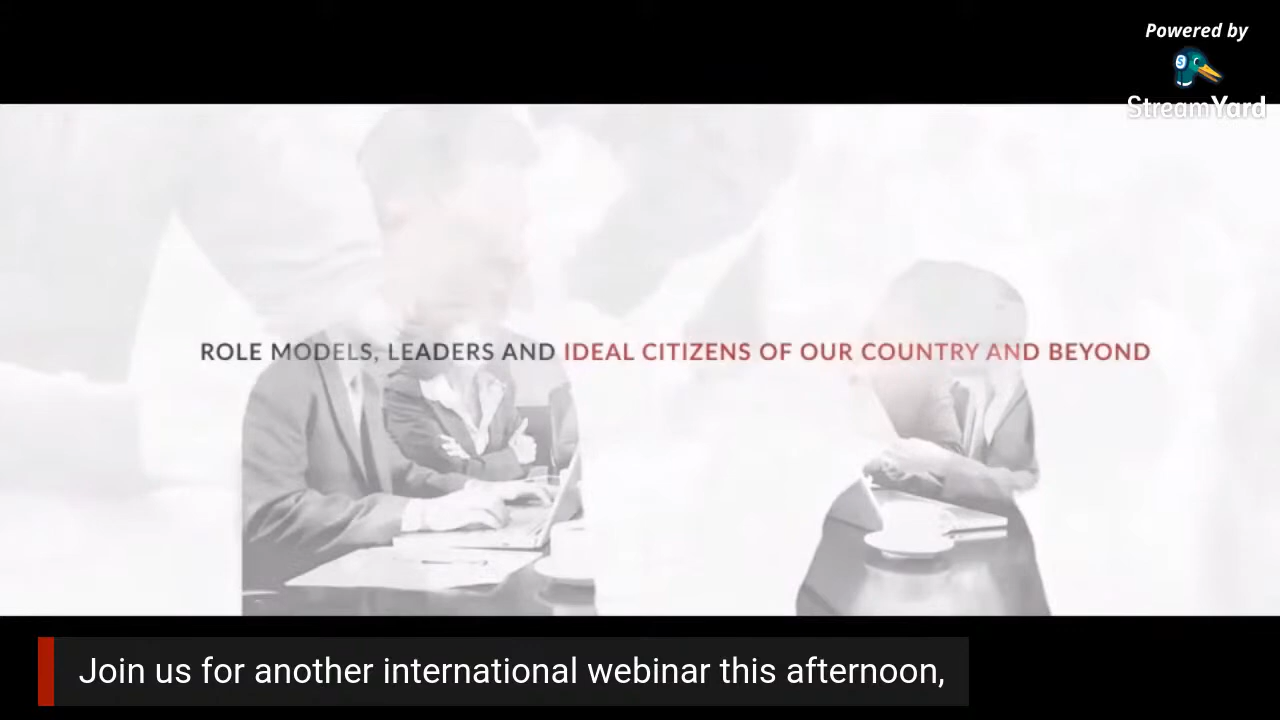 Powered by
StreamYard
ROLE MODELS, LEADERS AND IDEAL CITIZENS OF OUR COUNTRY AND BEYOND
Join us for another international webinar this afternoon,